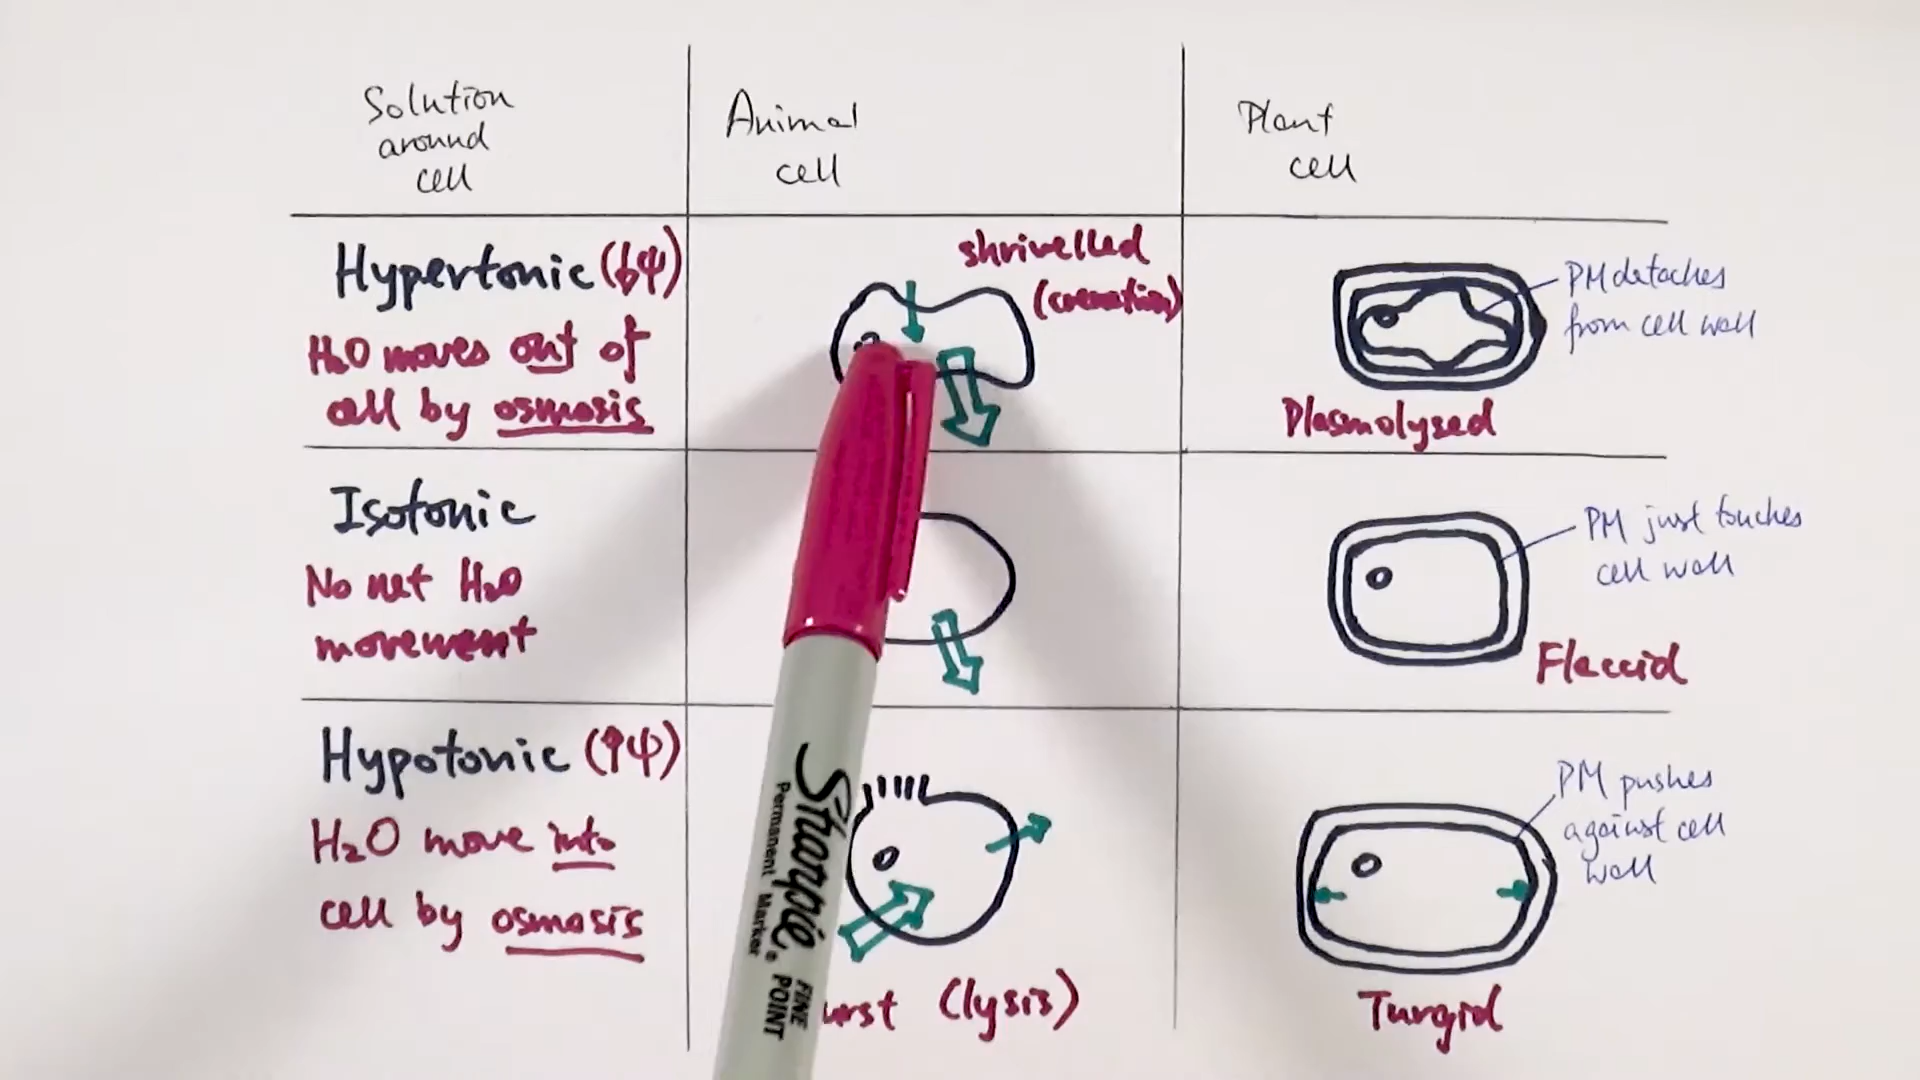 Solution
around
cell
Animal
cell
Plant
cell
Hypertonic (↓ψ)
H₂O moves out of
cell by osmosis
shrivelled
(crenation)
PM detaches
from cell wall
Plasmolysed
Isotonic
No net H₂O
movement
PM just touches
cell wall
Flaccid
Hypotonic (↑ψ)
H₂O move into
cell by osmosis
urst (lysis)
PM pushes
against cell
wall
Turgid
Sharpie
FINE
POINT
Permanent Marker